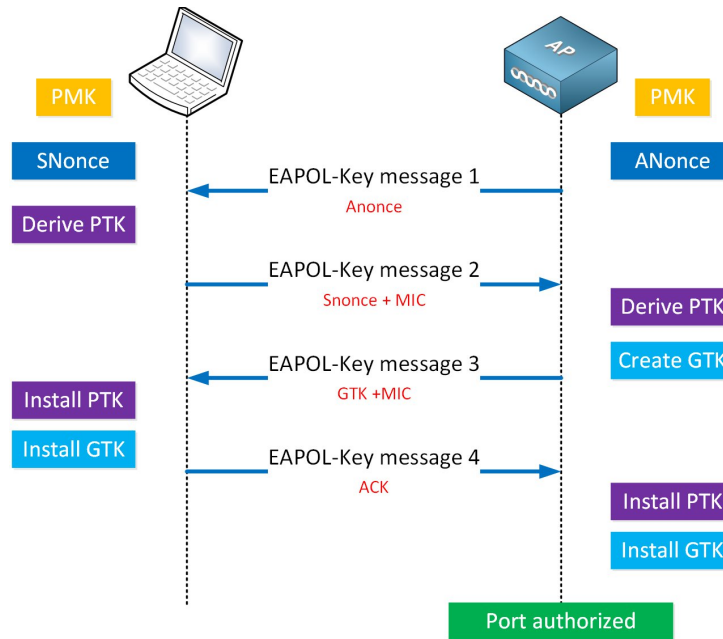 AP
PMK
PMK
SNonce
ANonce
EAPOL-Key message 1
Anonce
Derive PTK
EAPOL-Key message 2
Snonce + MIC
Derive PTK
EAPOL-Key message 3
GTK +MIC
Create GTK
Install PTK
Install GTK
EAPOL-Key message 4
ACK
Install PTK
Install GTK
Port authorized